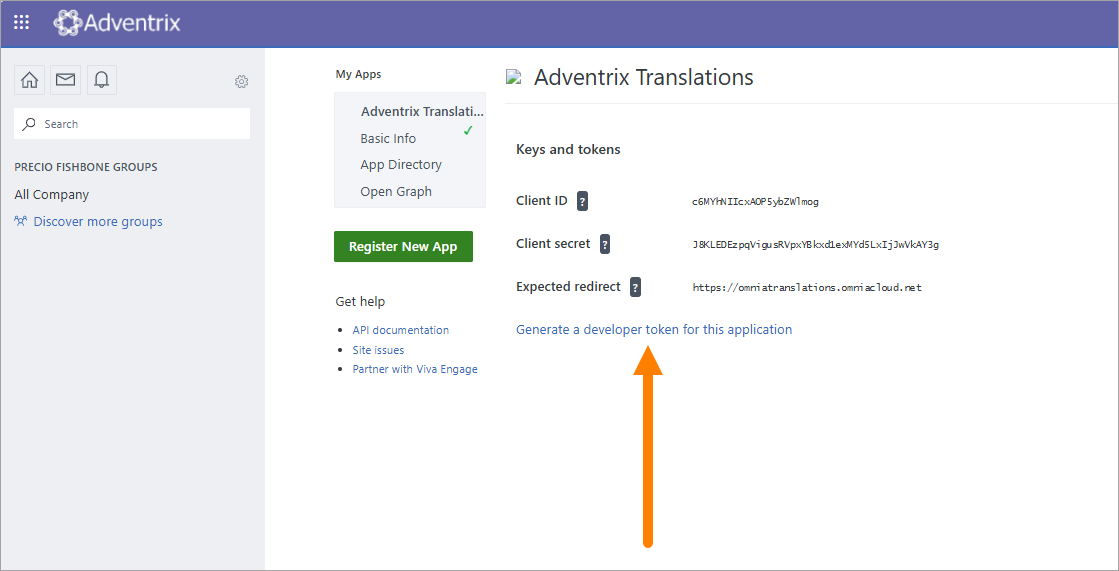 Adventrix
Search
PRECIO FISHBONE GROUPS
All Company
Discover more groups
My Apps
Adventrix Translati...
Basic Info
App Directory
Open Graph
Register New App
Get help
API documentation
Site issues
Partner with Viva Engage
Adventrix Translations
Keys and tokens
Client ID ? c6MYhNIIcxAOP5ybZWlmog
Client secret ? J8KLEDEzpqVigusRVpxYBkxd1exMYd5LxIjJwVkAY3g
Expected redirect ? https://omniatranslations.omniacloud.net
Generate a developer token for this application